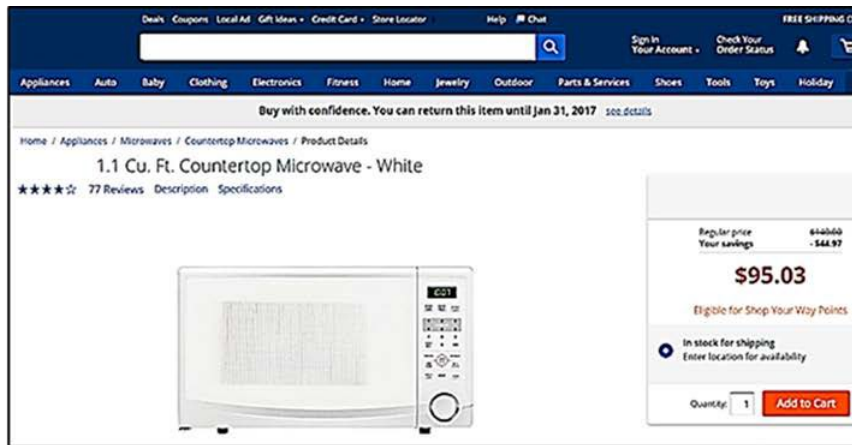 Deals Coupons Local Ad Gift Ideas Credit Card Store Locator Help Chat FREE SHIPPING
Sign In Check Your
Your Account Order Status
Appliances Auto Baby Clothing Electronics Fitness Home Jewelry Outdoor Parts & Services Shoes Tools Toys Holiday
Buy with confidence. You can return this item until Jan 31, 2017 see details
Home / Appliances / Microwaves / Countertop Microwaves / Product Details
1.1 Cu. Ft. Countertop Microwave - White
77 Reviews Description Specifications
Regular price
Your savings - $44.97
$95.03
Eligible for Shop Your Way Points
In stock for shipping
Enter location for availability
Quantity: 1 Add to Cart